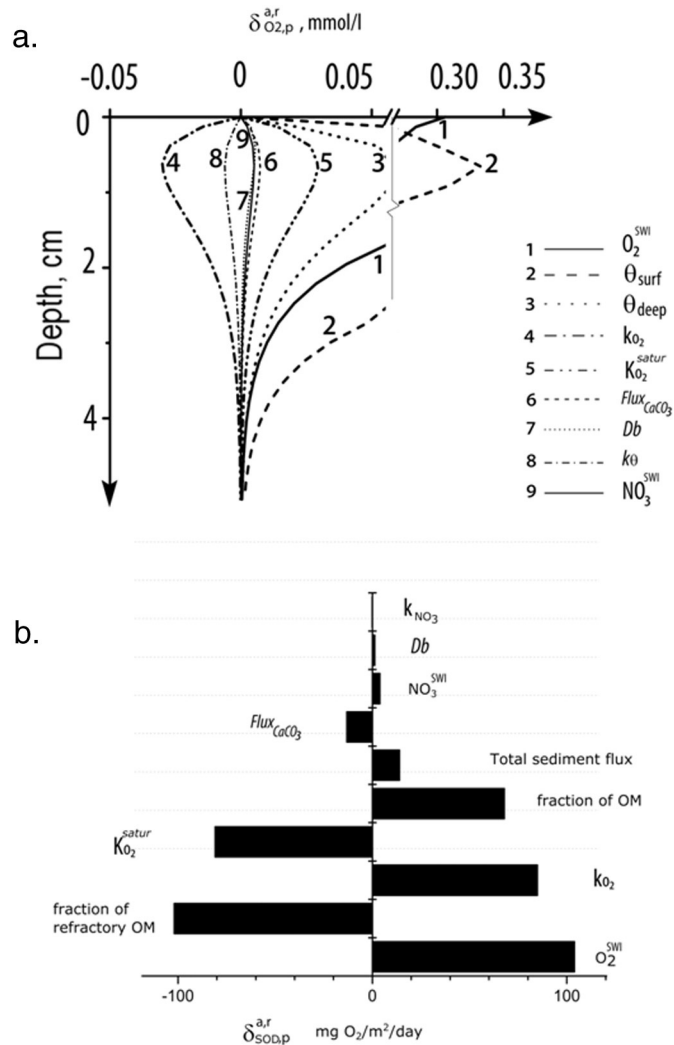 a.
δ a,r O2,p , mmol/l
-0.05 0 0.05 0.30 0.35
0
2
4
Depth, cm
9
1
4 8 6 5 3 2
7
1
2
1 O2 SWI
2 θsurf
3 θdeep
4 kO2
5 KO2 satur
6 FluxCaCO3
7 Db
8 kθ
9 NO3 SWI
b.
kNO3
Db
NO3 SWI
FluxCaCO3
Total sediment flux
fraction of OM
KO2 satur
kO2
fraction of
refractory OM
O2 SWI
-100 0 100
δ a,r SOD,p mg O2/m²/day